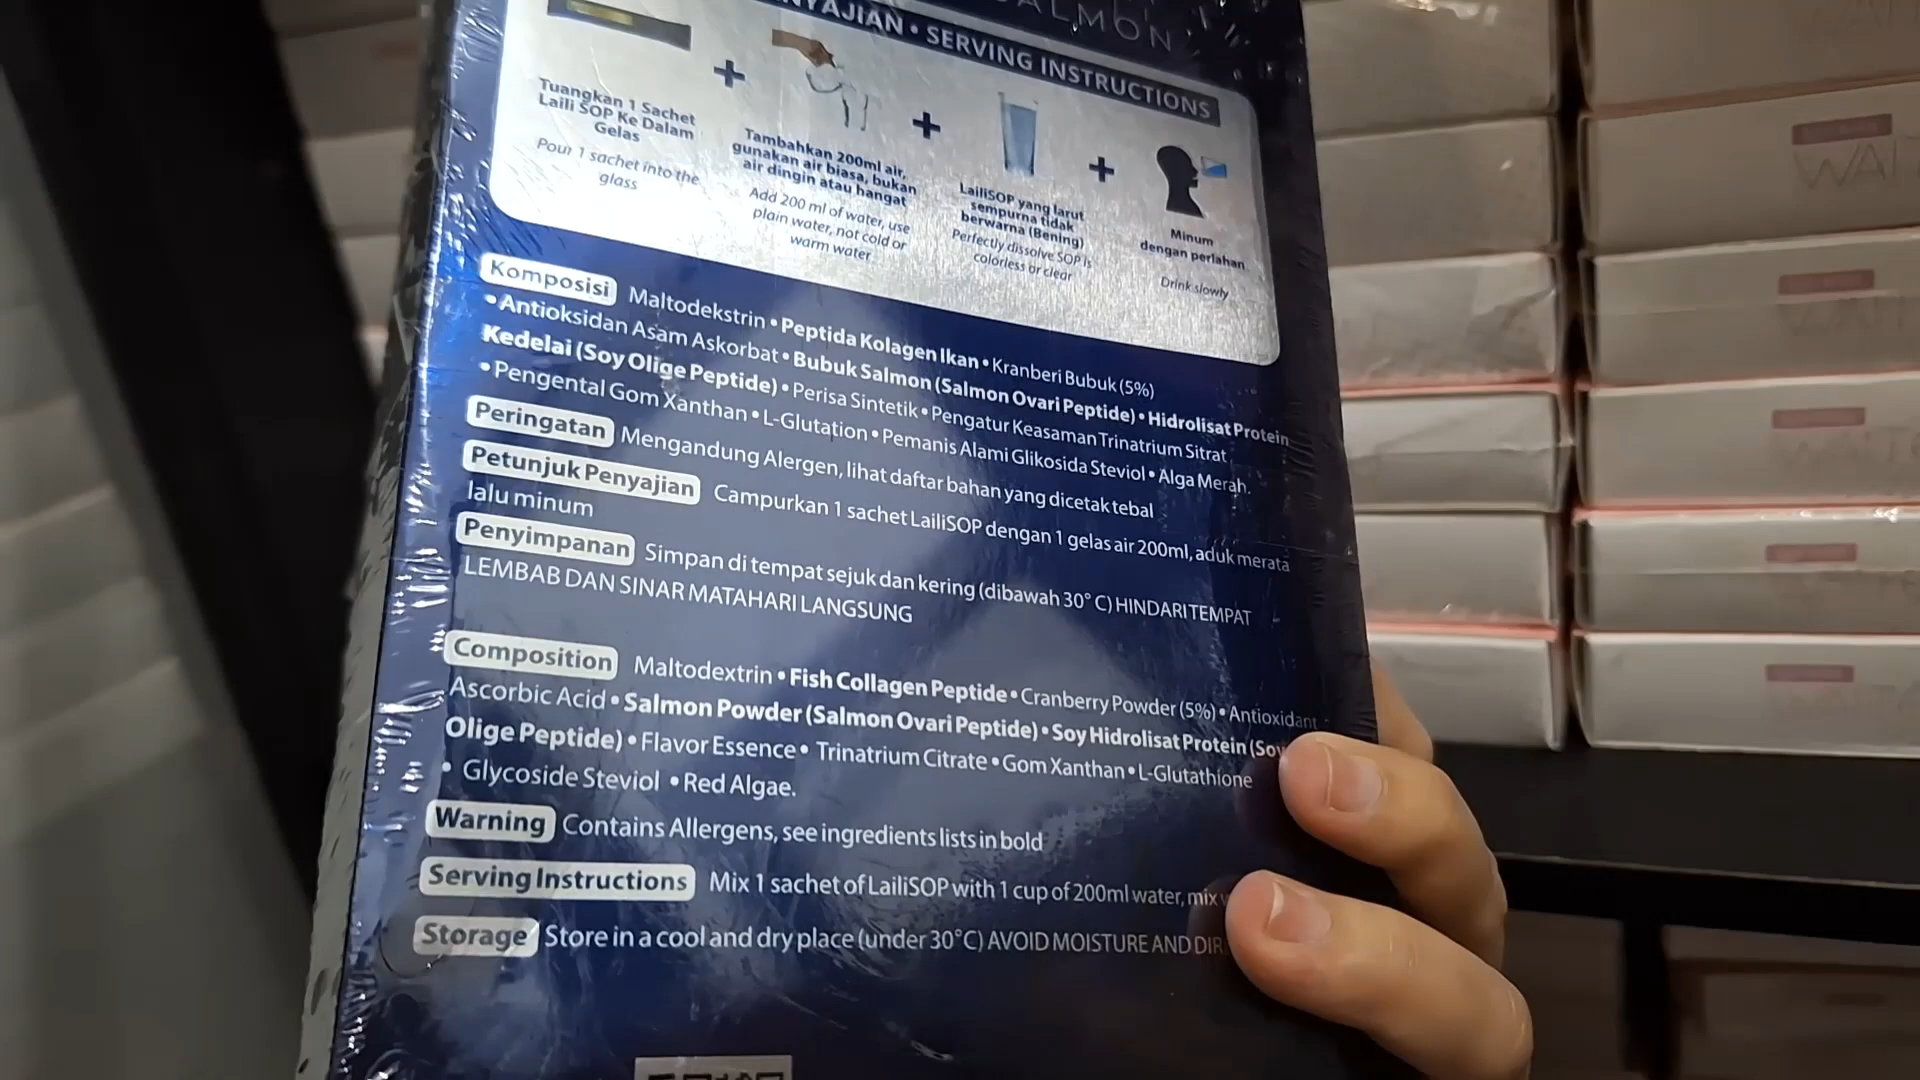 SALMON
NYAJIAN • SERVING INSTRUCTIONS
Tuangkan 1 Sachet
Laili SOP Ke Dalam
Gelas
Pour 1 sachet into the
glass
Tambahkan 200ml air,
gunakan air biasa, bukan
air dingin atau hangat
Add 200 ml of water, use
plain water, not cold or
warm water
LailiSOP yang larut
sempurna tidak
berwarna (Bening)
Perfectly dissolve SOP is
colorless or clear
Minum
dengan perlahan
Drink slowly
Komposisi Maltodekstrin • Peptida Kolagen Ikan • Kranberi Bubuk (5%)
• Antioksidan Asam Askorbat • Bubuk Salmon (Salmon Ovari Peptide) • Hidrolisat Protein
Kedelai (Soy Olige Peptide) • Perisa Sintetik • Pengatur Keasaman Trinatrium Sitrat
• Pengental Gom Xanthan • L-Glutation • Pemanis Alami Glikosida Steviol • Alga Merah.
Peringatan Mengandung Alergen, lihat daftar bahan yang dicetak tebal
Petunjuk Penyajian Campurkan 1 sachet LailiSOP dengan 1 gelas air 200ml, aduk merata
lalu minum
Penyimpanan Simpan di tempat sejuk dan kering (dibawah 30° C) HINDARI TEMPAT
LEMBAB DAN SINAR MATAHARI LANGSUNG
Composition Maltodextrin • Fish Collagen Peptide • Cranberry Powder (5%) • Antioxidant
Ascorbic Acid • Salmon Powder (Salmon Ovari Peptide) • Soy Hidrolisat Protein (Soy
Olige Peptide) • Flavor Essence • Trinatrium Citrate • Gom Xanthan • L-Glutathione
• Glycoside Steviol • Red Algae.
Warning Contains Allergens, see ingredients lists in bold
Serving Instructions Mix 1 sachet of LailiSOP with 1 cup of 200ml water, mix
Storage Store in a cool and dry place (under 30°C) AVOID MOISTURE AND DIR